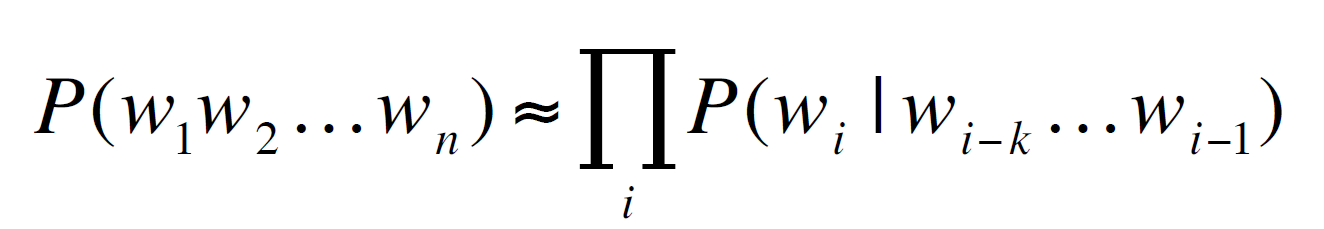 P(w₁w₂…wₙ) ≈ ∏ᵢ P(wᵢ | wᵢ₋ₖ…wᵢ₋₁)